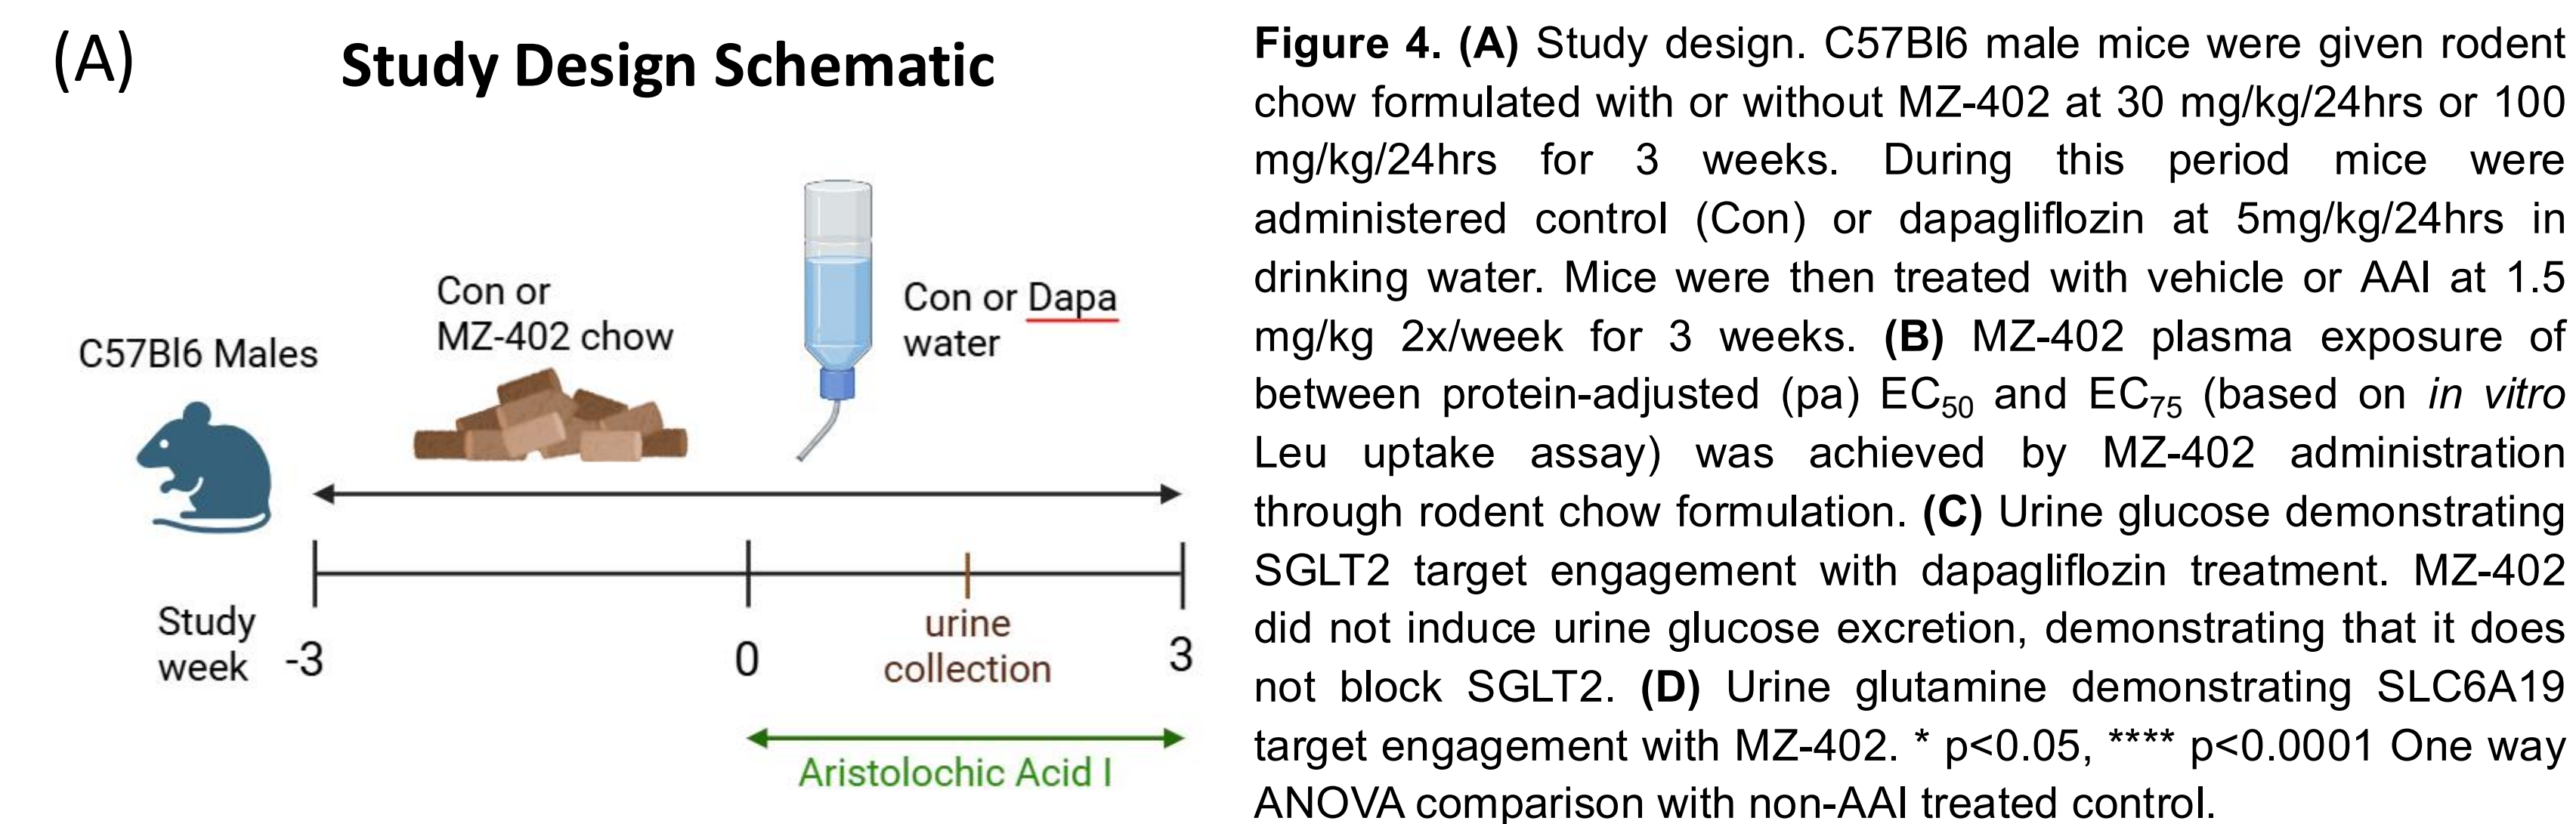 (A)
Study Design Schematic
C57Bl6 Males
Con or
MZ-402 chow
Con or Dapa
water
Study
week
-3
0
urine
collection
3
Aristolochic Acid I
Figure 4. (A) Study design. C57Bl6 male mice were given rodent
chow formulated with or without MZ-402 at 30 mg/kg/24hrs or 100
mg/kg/24hrs for 3 weeks. During this period mice were
administered control (Con) or dapagliflozin at 5mg/kg/24hrs in
drinking water. Mice were then treated with vehicle or AAI at 1.5
mg/kg 2x/week for 3 weeks. (B) MZ-402 plasma exposure of
between protein-adjusted (pa) EC50 and EC75 (based on in vitro
Leu uptake assay) was achieved by MZ-402 administration
through rodent chow formulation. (C) Urine glucose demonstrating
SGLT2 target engagement with dapagliflozin treatment. MZ-402
did not induce urine glucose excretion, demonstrating that it does
not block SGLT2. (D) Urine glutamine demonstrating SLC6A19
target engagement with MZ-402. * p<0.05, **** p<0.0001 One way
ANOVA comparison with non-AAI treated control.